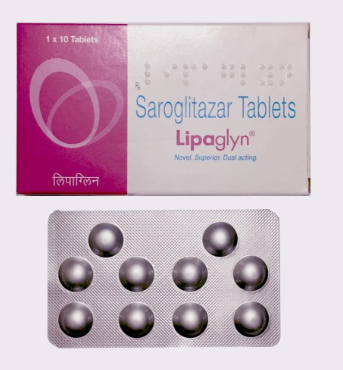 1 x 10 Tablets
Saroglitazar Tablets
Lipaglyn®
Novel. Superior. Dual acting.
लिपाग्लिन